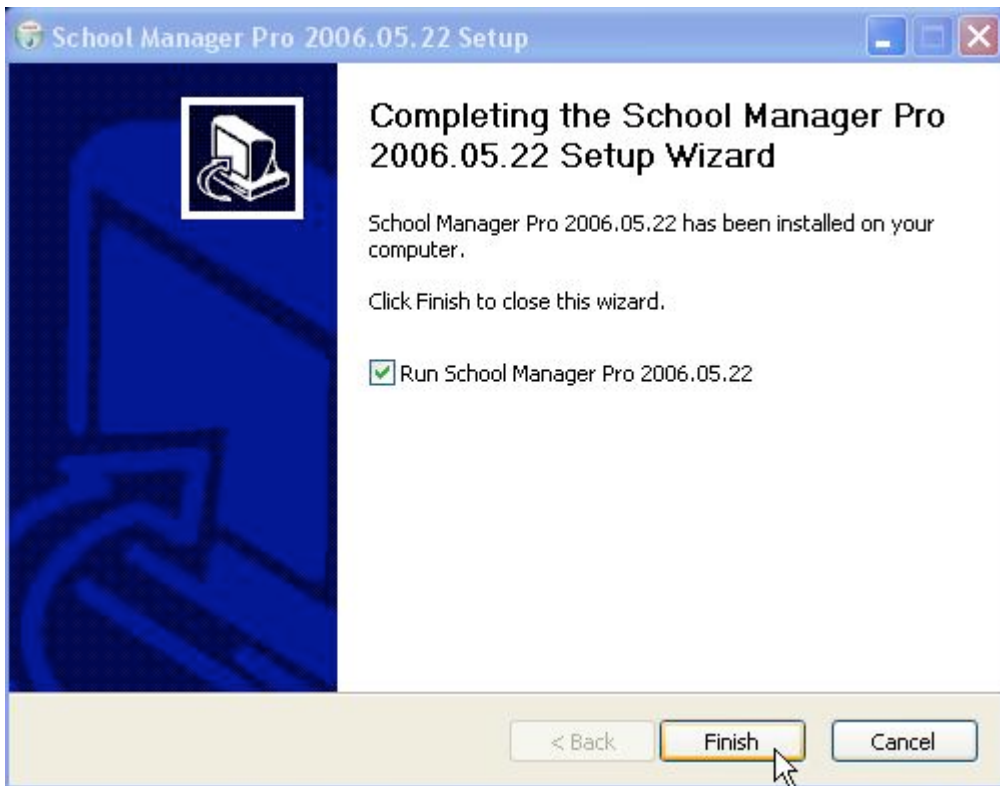 School Manager Pro 2006.05.22 Setup
Completing the School Manager Pro
2006.05.22 Setup Wizard
School Manager Pro 2006.05.22 has been installed on your
computer.
Click Finish to close this wizard.
Run School Manager Pro 2006.05.22
< Back
Finish
Cancel